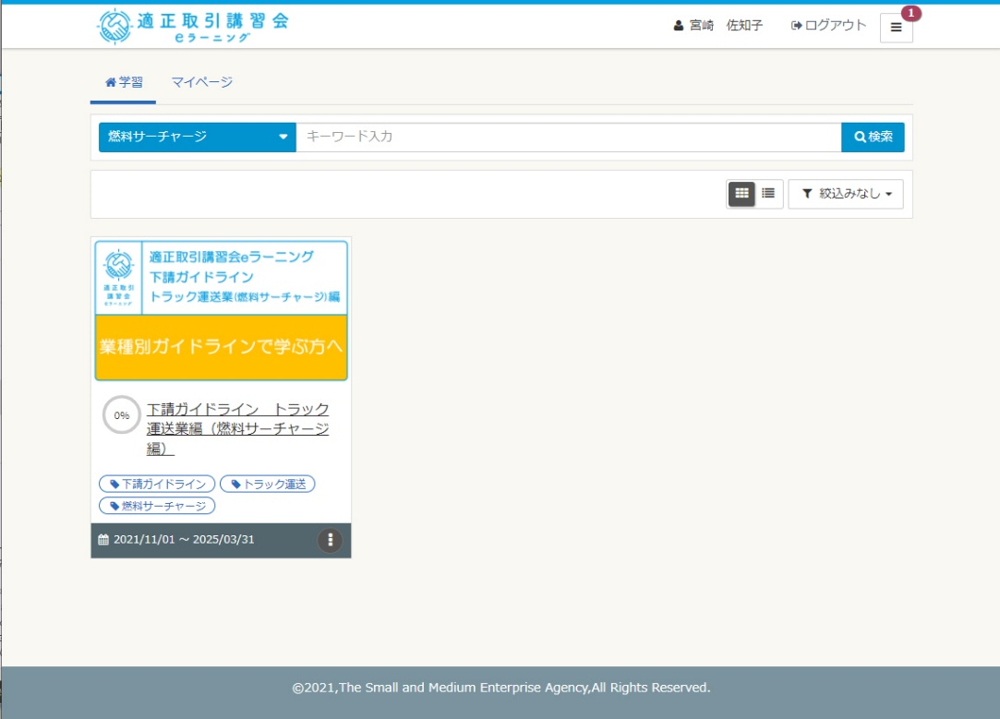 適正取引講習会
eラーニング
宮崎　佐知子
ログアウト
1
学習
マイページ
燃料サーチャージ
キーワード入力
検索
絞込みなし
適正取引
講習会
eラーニング
適正取引講習会eラーニング
下請ガイドライン
トラック運送業(燃料サーチャージ)編
業種別ガイドラインで学ぶ方へ
0%
下請ガイドライン　トラック
運送業編（燃料サーチャージ
編）
下請ガイドライン
トラック運送
燃料サーチャージ
2021/11/01 ～ 2025/03/31
©2021,The Small and Medium Enterprise Agency,All Rights Reserved.